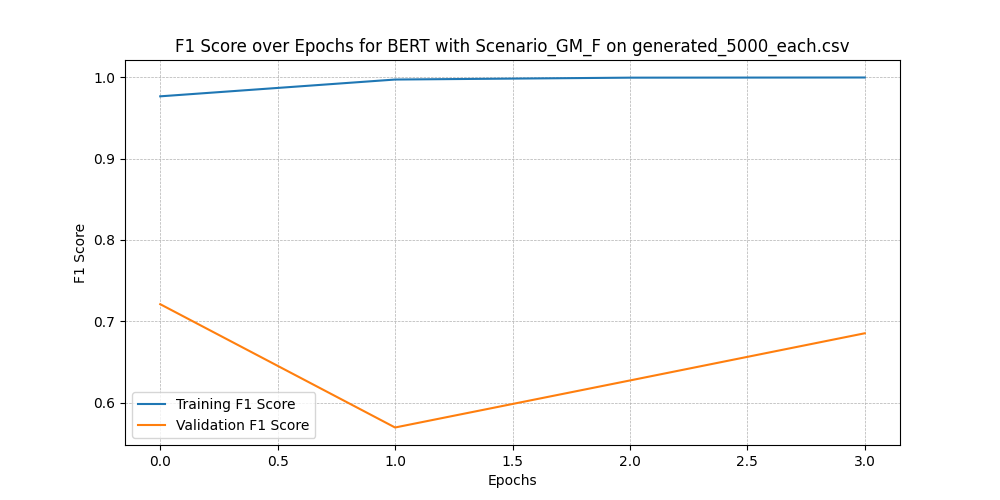 F1 Score over Epochs for BERT with Scenario_GM_F on generated_5000_each.csv
1.0
0.9
0.8
0.7
0.6
F1 Score
Training F1 Score
Validation F1 Score
0.0 0.5 1.0 1.5 2.0 2.5 3.0
Epochs